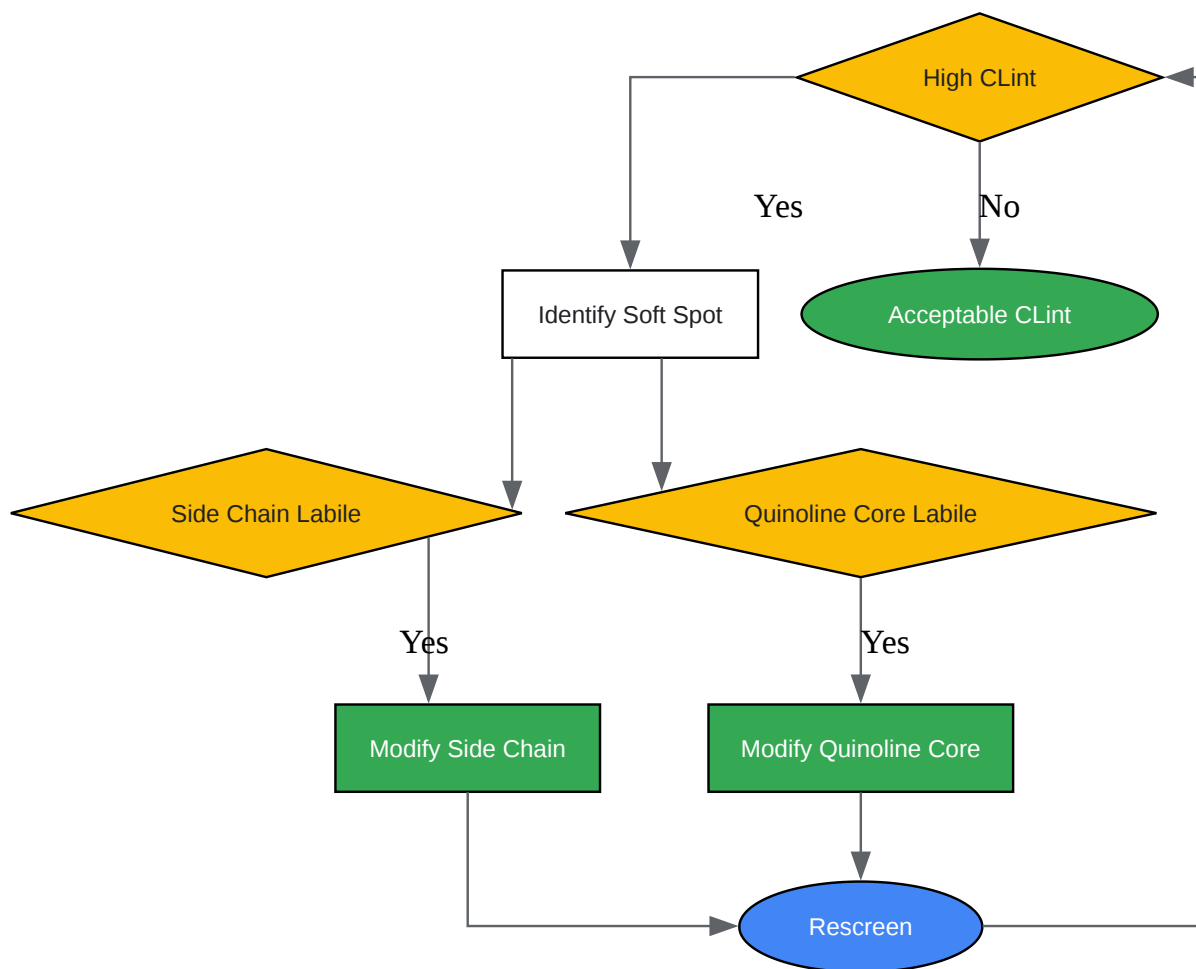 High CLint
Yes
No
Identify Soft Spot
Acceptable CLint
Side Chain Labile
Quinoline Core Labile
Yes
Yes
Modify Side Chain
Modify Quinoline Core
Rescreen